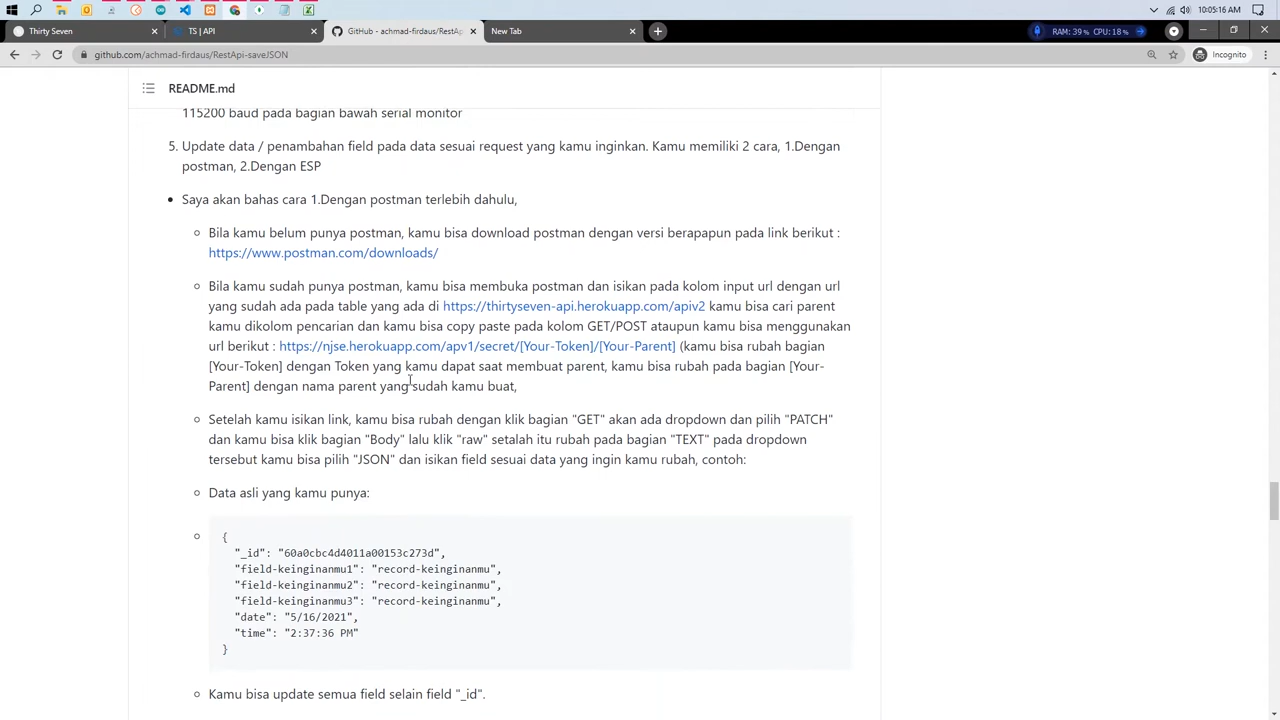 10:05:16 AM
Thirty Seven
TS | API
GitHub - achmad-firdaus/RestAp
New Tab
RAM: 39 % CPU: 18 %
github.com/achmad-firdaus/RestApi-saveJSON
Incognito
README.md
115200 baud pada bagian bawah serial monitor
5. Update data / penambahan field pada data sesuai request yang kamu inginkan. Kamu memiliki 2 cara, 1.Dengan
postman, 2.Dengan ESP
• Saya akan bahas cara 1.Dengan postman terlebih dahulu,
Bila kamu belum punya postman, kamu bisa download postman dengan versi berapapun pada link berikut :
https://www.postman.com/downloads/
Bila kamu sudah punya postman, kamu bisa membuka postman dan isikan pada kolom input url dengan url
yang sudah ada pada table yang ada di https://thirtyseven-api.herokuapp.com/apiv2 kamu bisa cari parent
kamu dikolom pencarian dan kamu bisa copy paste pada kolom GET/POST ataupun kamu bisa menggunakan
url berikut : https://njse.herokuapp.com/apv1/secret/[Your-Token]/[Your-Parent] (kamu bisa rubah bagian
[Your-Token] dengan Token yang kamu dapat saat membuat parent, kamu bisa rubah pada bagian [Your-
Parent] dengan nama parent yang sudah kamu buat,
Setelah kamu isikan link, kamu bisa rubah dengan klik bagian "GET" akan ada dropdown dan pilih "PATCH"
dan kamu bisa klik bagian "Body" lalu klik "raw" setalah itu rubah pada bagian "TEXT" pada dropdown
tersebut kamu bisa pilih "JSON" dan isikan field sesuai data yang ingin kamu rubah, contoh:
Data asli yang kamu punya:
{
"_id": "60a0cbc4d4011a00153c273d",
"field-keinginanmu1": "record-keinginanmu",
"field-keinginanmu2": "record-keinginanmu",
"field-keinginanmu3": "record-keinginanmu",
"date": "5/16/2021",
"time": "2:37:36 PM"
}
Kamu bisa update semua field selain field "_id".